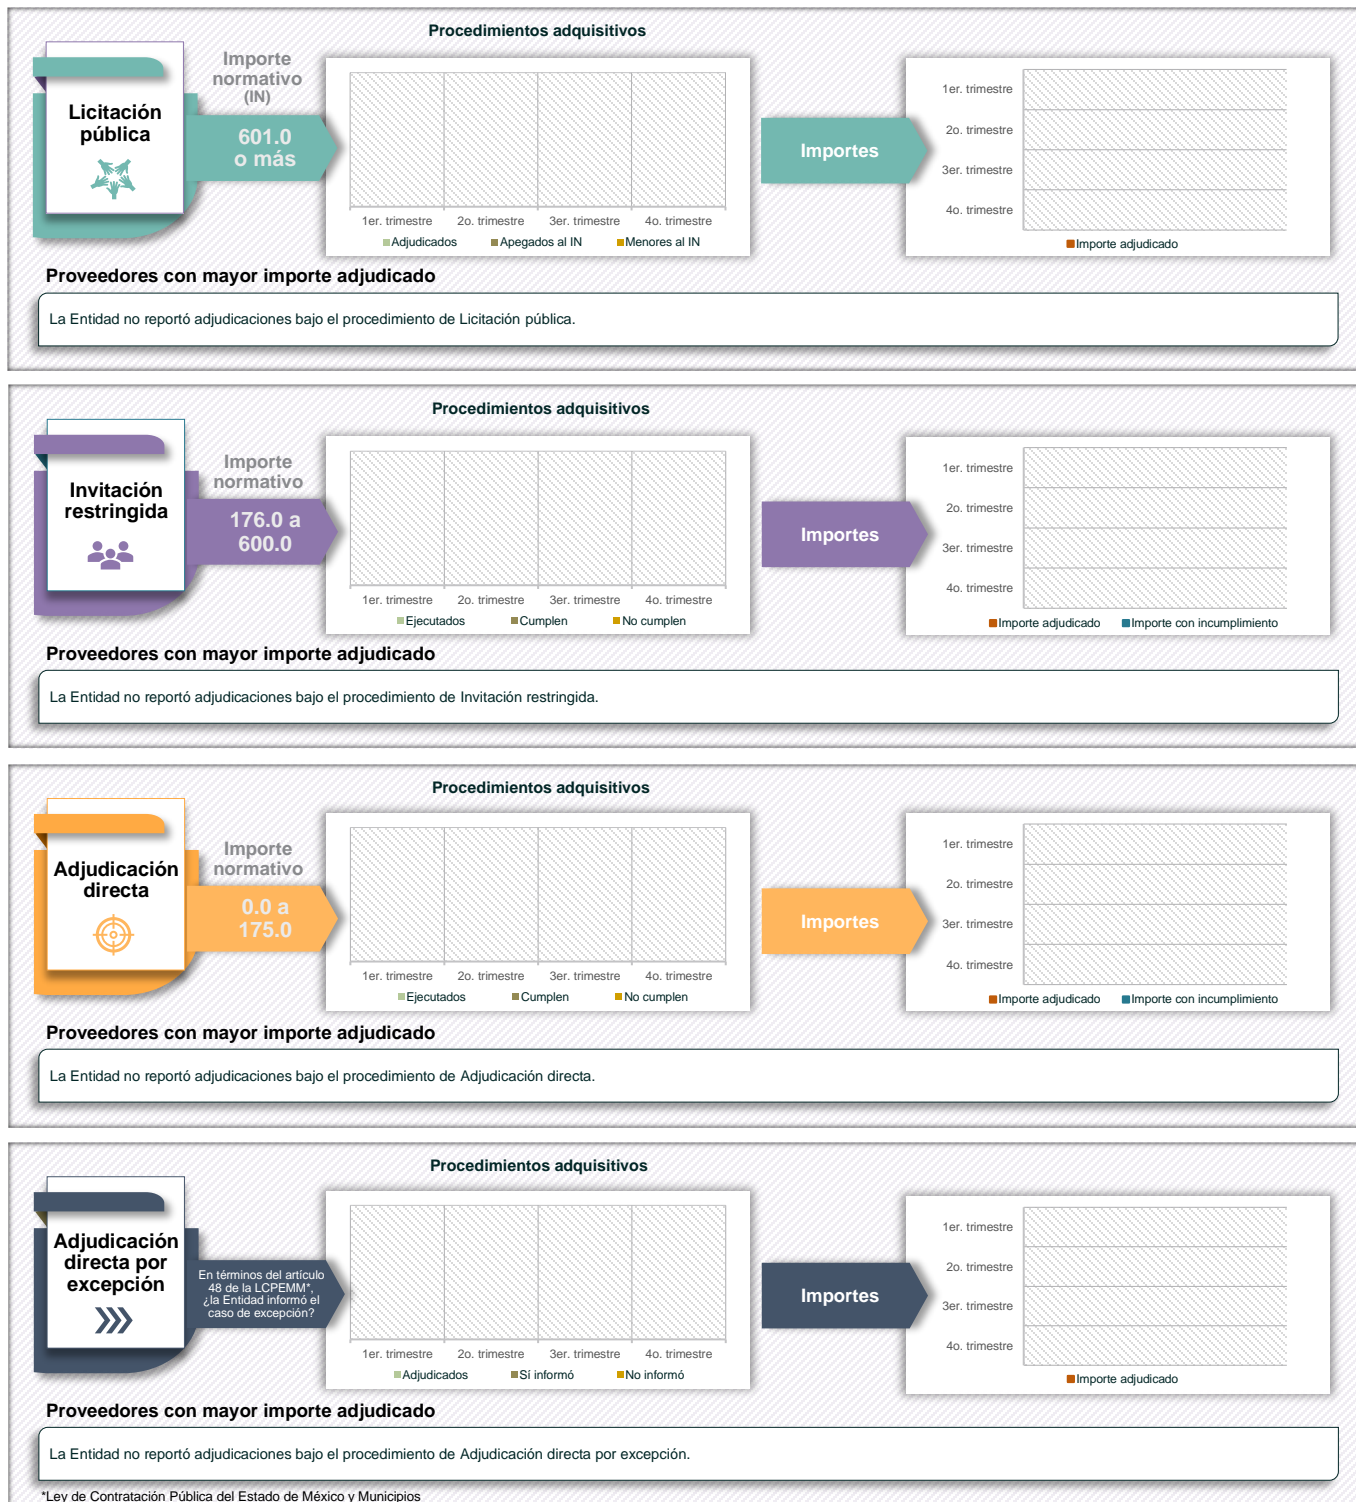 Procedimientos adquisitivos
Licitación
pública
Importe
normativo
(IN)
601.0
o más
1er. trimestre
2o. trimestre
3er. trimestre
4o. trimestre
Adjudicados
Apegados al IN
Menores al IN
Importes
1er. trimestre
2o. trimestre
3er. trimestre
4o. trimestre
Importe adjudicado
Proveedores con mayor importe adjudicado
La Entidad no reportó adjudicaciones bajo el procedimiento de Licitación pública.
Procedimientos adquisitivos
Invitación
restringida
Importe
normativo
176.0 a
600.0
1er. trimestre
2o. trimestre
3er. trimestre
4o. trimestre
Ejecutados
Cumplen
No cumplen
Importes
1er. trimestre
2o. trimestre
3er. trimestre
4o. trimestre
Importe adjudicado
Importe con incumplimiento
Proveedores con mayor importe adjudicado
La Entidad no reportó adjudicaciones bajo el procedimiento de Invitación restringida.
Procedimientos adquisitivos
Adjudicación
directa
Importe
normativo
0.0 a
175.0
1er. trimestre
2o. trimestre
3er. trimestre
4o. trimestre
Ejecutados
Cumplen
No cumplen
Importes
1er. trimestre
2o. trimestre
3er. trimestre
4o. trimestre
Importe adjudicado
Importe con incumplimiento
Proveedores con mayor importe adjudicado
La Entidad no reportó adjudicaciones bajo el procedimiento de Adjudicación directa.
Procedimientos adquisitivos
Adjudicación
directa por
excepción
En términos del artículo
48 de la LCPEMM*,
¿la Entidad informó el
caso de excepción?
1er. trimestre
2o. trimestre
3er. trimestre
4o. trimestre
Adjudicados
Sí informó
No informó
Importes
1er. trimestre
2o. trimestre
3er. trimestre
4o. trimestre
Importe adjudicado
Proveedores con mayor importe adjudicado
La Entidad no reportó adjudicaciones bajo el procedimiento de Adjudicación directa por excepción.
*Ley de Contratación Pública del Estado de México y Municipios